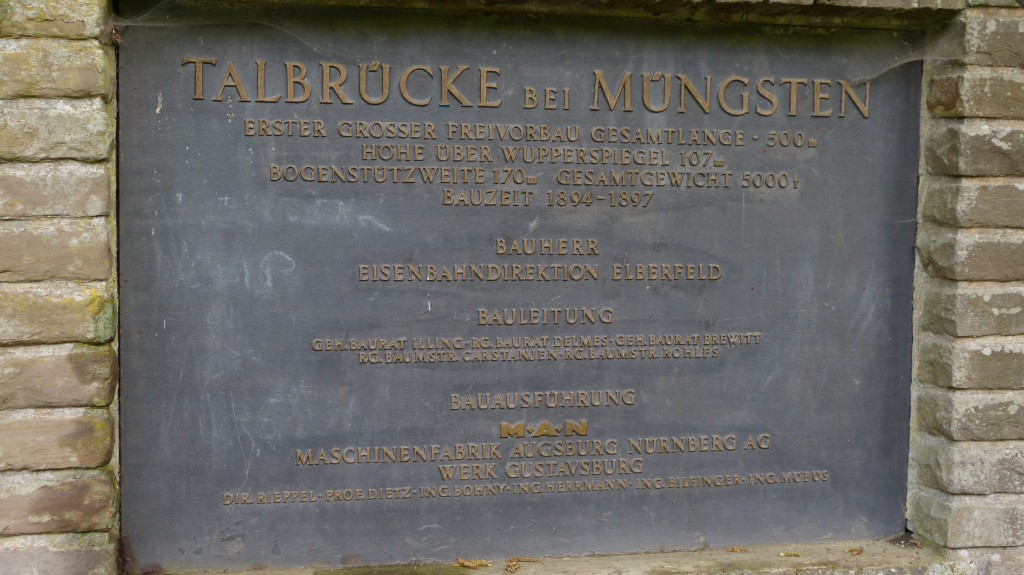 TALBRÜCKE BEI MÜNGSTEN
ERSTER GROSSER FREIVORBAU GESAMTLÄNGE - 500m
HÖHE ÜBER WUPPERSPIEGEL 107m
BOGENSTÜTZWEITE 170m GESAMTGEWICHT 5000t
BAUZEIT 1894-1897
BAUHERR
EISENBAHNDIREKTION ELBERFELD
BAULEITUNG
GEH.BAURAT ILLING·RG.BAURAT DELMES·GEH.BAURAT BREWITT
RG.BAUMSTR.CARSTANJEN·RG.BAUMSTR.ROHLFS
BAUAUSFÜHRUNG
M·A·N
MASCHINENFABRIK AUGSBURG NÜRNBERG AG
WERK GUSTAVSBURG
DIR.RIEPPEL·PROF.DIETZ·ING.BOHNY·ING.HERRMANN·ING.BILFINGER·ING.MÖBUS